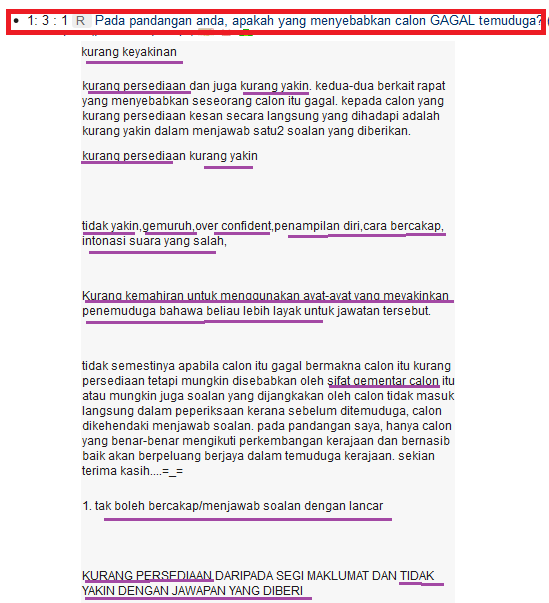 1: 3 : 1 R Pada pandangan anda, apakah yang menyebabkan calon GAGAL temuduga?
kurang keyakinan
kurang persediaan dan juga kurang yakin. kedua-dua berkait rapat
yang menyebabkan seseorang calon itu gagal. kepada calon yang
kurang persediaan kesan secara langsung yang dihadapi adalah
kurang yakin dalam menjawab satu2 soalan yang diberikan.
kurang persediaan kurang yakin
tidak yakin,gemuruh,over confident,penampilan diri,cara bercakap,
intonasi suara yang salah,
Kurang kemahiran untuk menggunakan ayat-ayat yang meyakinkan
penemuduga bahawa beliau lebih layak untuk jawatan tersebut.
tidak semestinya apabila calon itu gagal bermakna calon itu kurang
persediaan tetapi mungkin disebabkan oleh sifat gementar calon itu
atau mungkin juga soalan yang dijangkakan oleh calon tidak masuk
langsung dalam peperiksaan kerana sebelum ditemuduga, calon
dikehendaki menjawab soalan. pada pandangan saya, hanya calon
yang benar-benar mengikuti perkembangan kerajaan dan bernasib
baik akan berpeluang berjaya dalam temuduga kerajaan. sekian
terima kasih....=_=
1. tak boleh bercakap/menjawab soalan dengan lancar
KURANG PERSEDIAAN DARIPADA SEGI MAKLUMAT DAN TIDAK
YAKIN DENGAN JAWAPAN YANG DIBERI